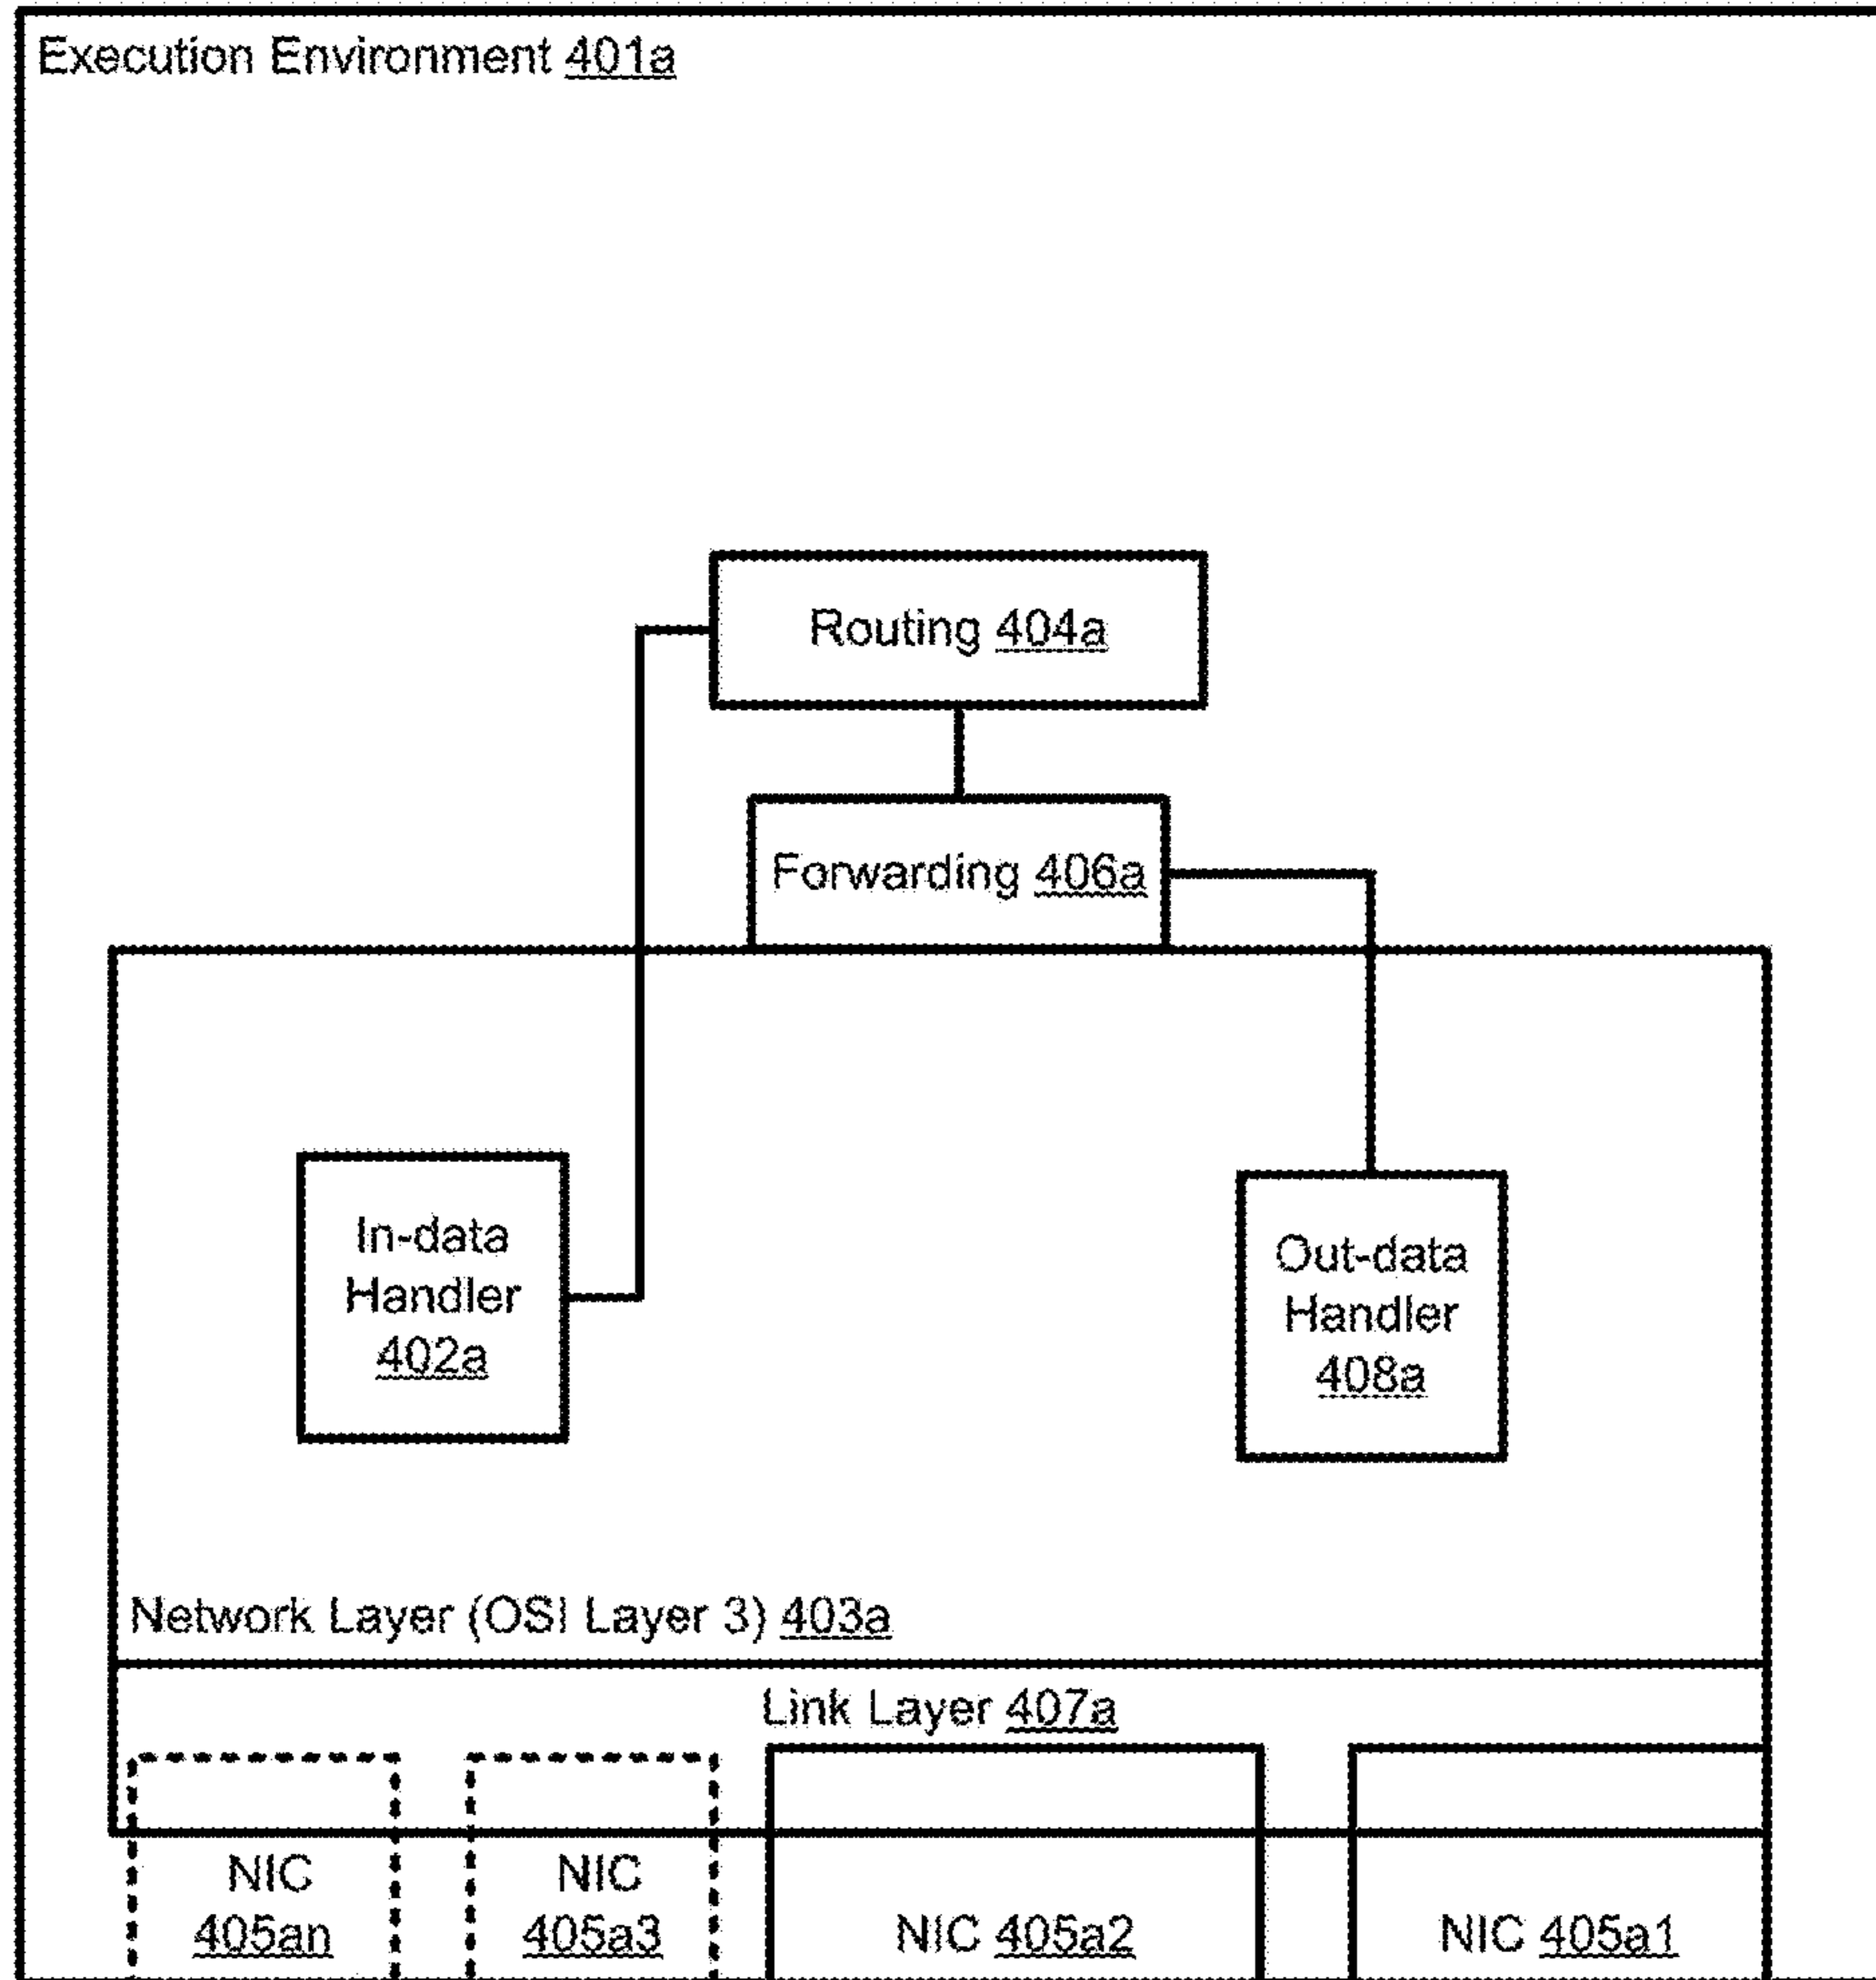 Execution Environment 401a
Routing 404a
Forwarding 406a
In-data
Handler
402a
Out-data
Handler
408a
Network Layer (OSI Layer 3) 403a
Link Layer 407a
NIC
405an
NIC
405a3
NIC 405a2
NIC 405a1